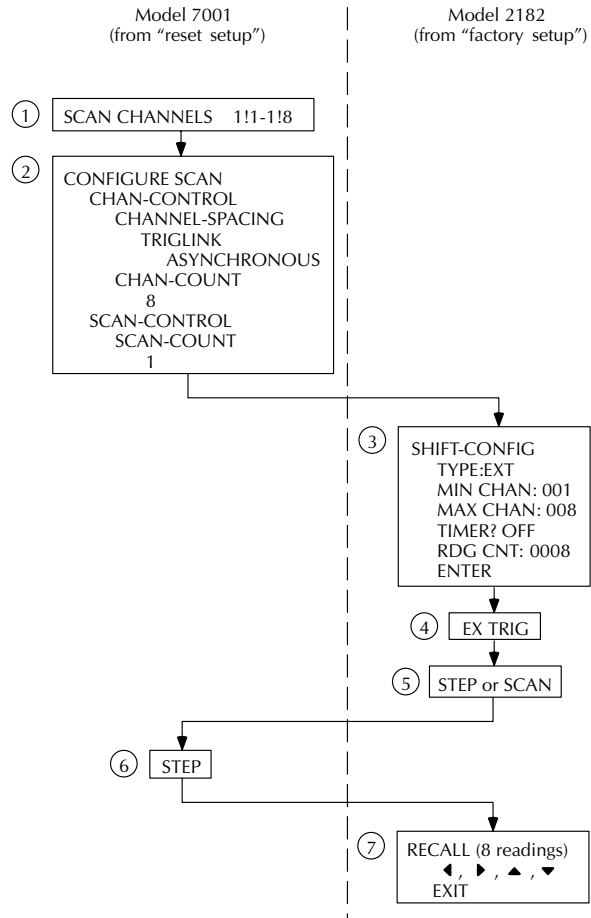 Model 7001
(from “reset setup”)
Model 2182
(from “factory setup”)
1
SCAN CHANNELS 1!1-1!8
2
CONFIGURE SCAN
CHAN-CONTROL
CHANNEL-SPACING
TRIGLINK
ASYNCHRONOUS
CHAN-COUNT
8
SCAN-CONTROL
SCAN-COUNT
1
3
SHIFT-CONFIG
TYPE:EXT
MIN CHAN: 001
MAX CHAN: 008
TIMER? OFF
RDG CNT: 0008
ENTER
4
EX TRIG
5
STEP or SCAN
6
STEP
7
RECALL (8 readings)
◀ , ▶ , ▲ , ▼
EXIT